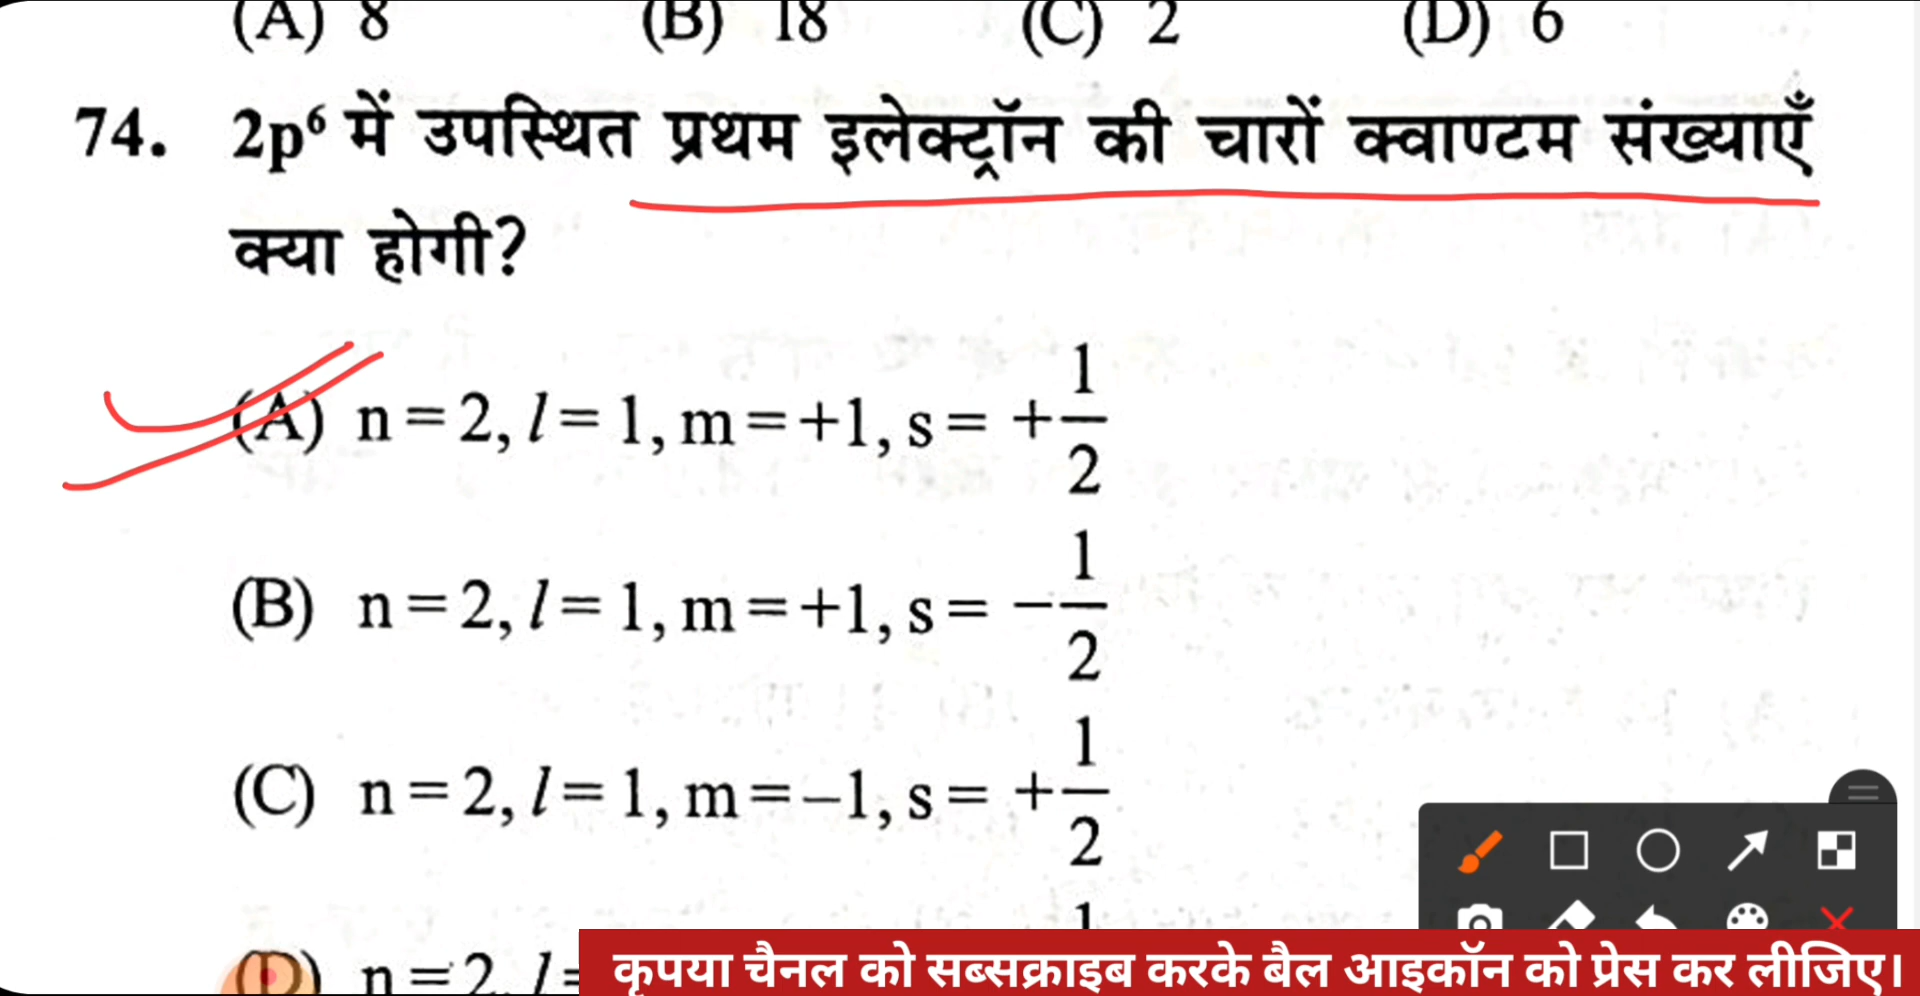 (A) 8 (B) 18 (C) 2 (D) 6
74. 2p⁶ में उपस्थित प्रथम इलेक्ट्रॉन की चारों क्वाण्टम संख्याएँ
क्या होगी?
(A) n = 2, l = 1, m = +1, s = +1/2
(B) n = 2, l = 1, m = +1, s = −1/2
(C) n = 2, l = 1, m = −1, s = +1/2
(D) n = 2, l =
कृपया चैनल को सब्सक्राइब करके बैल आइकॉन को प्रेस कर लीजिए।